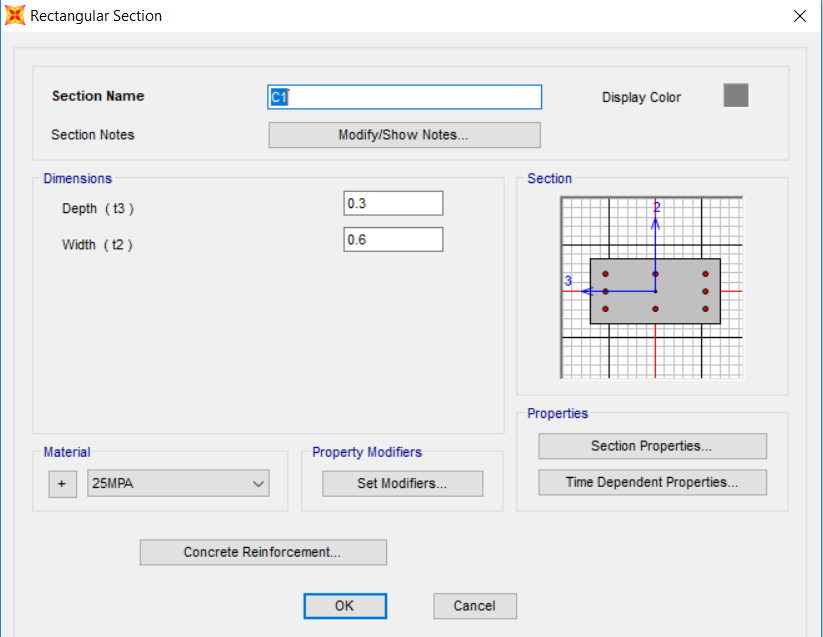 Rectangular Section
Section Name
C1
Display Color
Section Notes
Modify/Show Notes...
Dimensions
Depth ( t3 )
0.3
Width ( t2 )
0.6
Section
2
3
Properties
Section Properties...
Time Dependent Properties...
Material
+
25MPA
Property Modifiers
Set Modifiers...
Concrete Reinforcement...
OK
Cancel